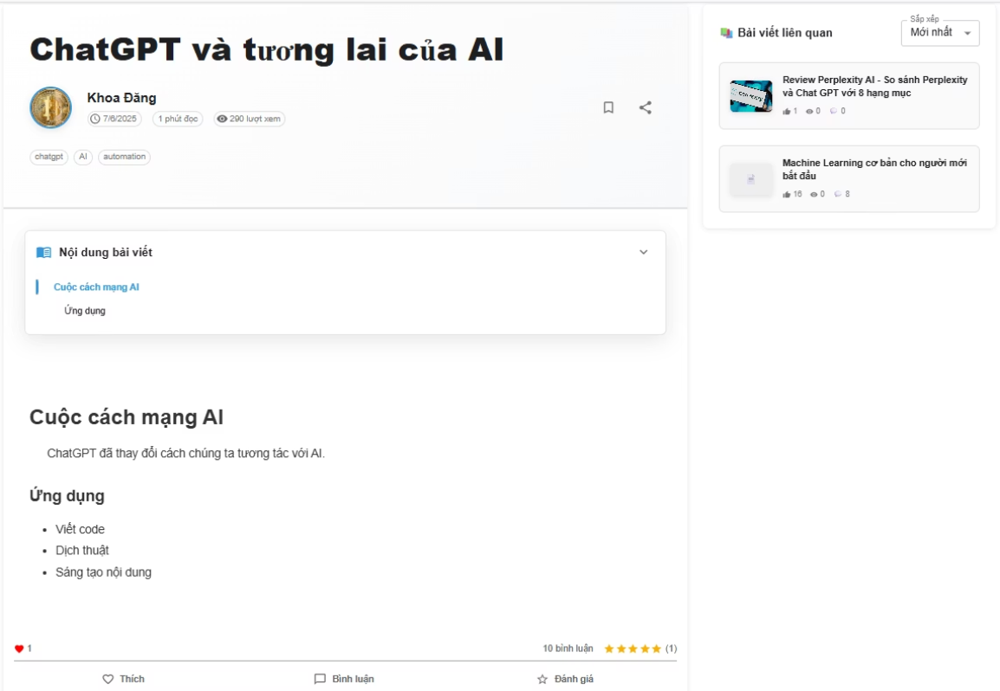 ChatGPT và tương lai của AI
Khoa Đăng
7/6/2025
1 phút đọc
290 lượt xem
chatgpt
AI
automation
Nội dung bài viết
Cuộc cách mạng AI
Ứng dụng
Cuộc cách mạng AI
ChatGPT đã thay đổi cách chúng ta tương tác với AI.
Ứng dụng
• Viết code
• Dịch thuật
• Sáng tạo nội dung
1
10 bình luận
(1)
Thích
Bình luận
Đánh giá
Bài viết liên quan
Sắp xếp
Mới nhất
Review Perplexity AI - So sánh Perplexity
và Chat GPT với 8 hạng mục
1 0 0
Machine Learning cơ bản cho người mới
bắt đầu
16 0 8